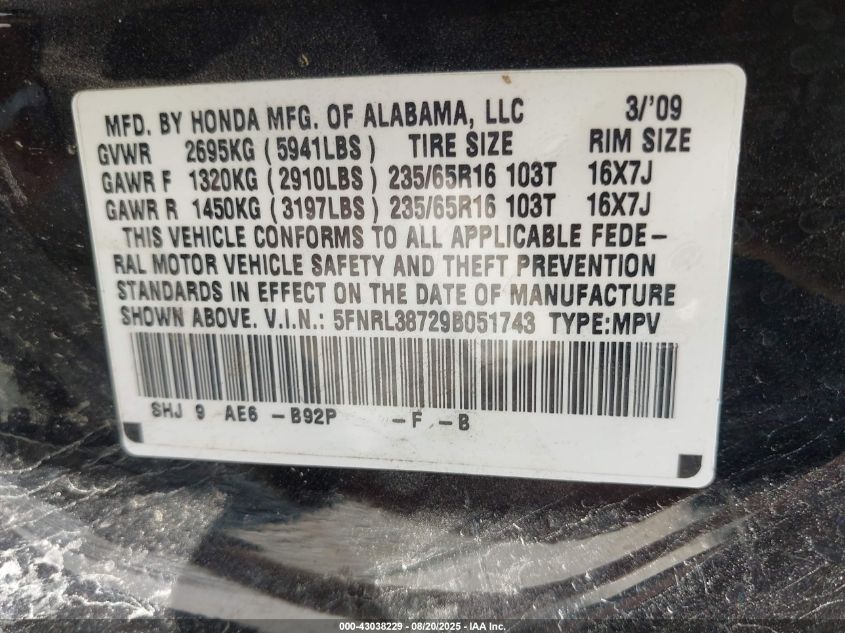 MFD. BY HONDA MFG. OF ALABAMA, LLC 3/'09
GVWR 2695KG (5941LBS) TIRE SIZE RIM SIZE
GAWR F 1320KG (2910LBS) 235/65R16 103T 16X7J
GAWR R 1450KG (3197LBS) 235/65R16 103T 16X7J
THIS VEHICLE CONFORMS TO ALL APPLICABLE FEDE-
RAL MOTOR VEHICLE SAFETY AND THEFT PREVENTION
STANDARDS IN EFFECT ON THE DATE OF MANUFACTURE
SHOWN ABOVE. V.I.N.: 5FNRL38729B051743 TYPE:MPV
SHJ 9 AE6 -B92P -F -B
000-43038229 - 08/20/2025 - IAA Inc.